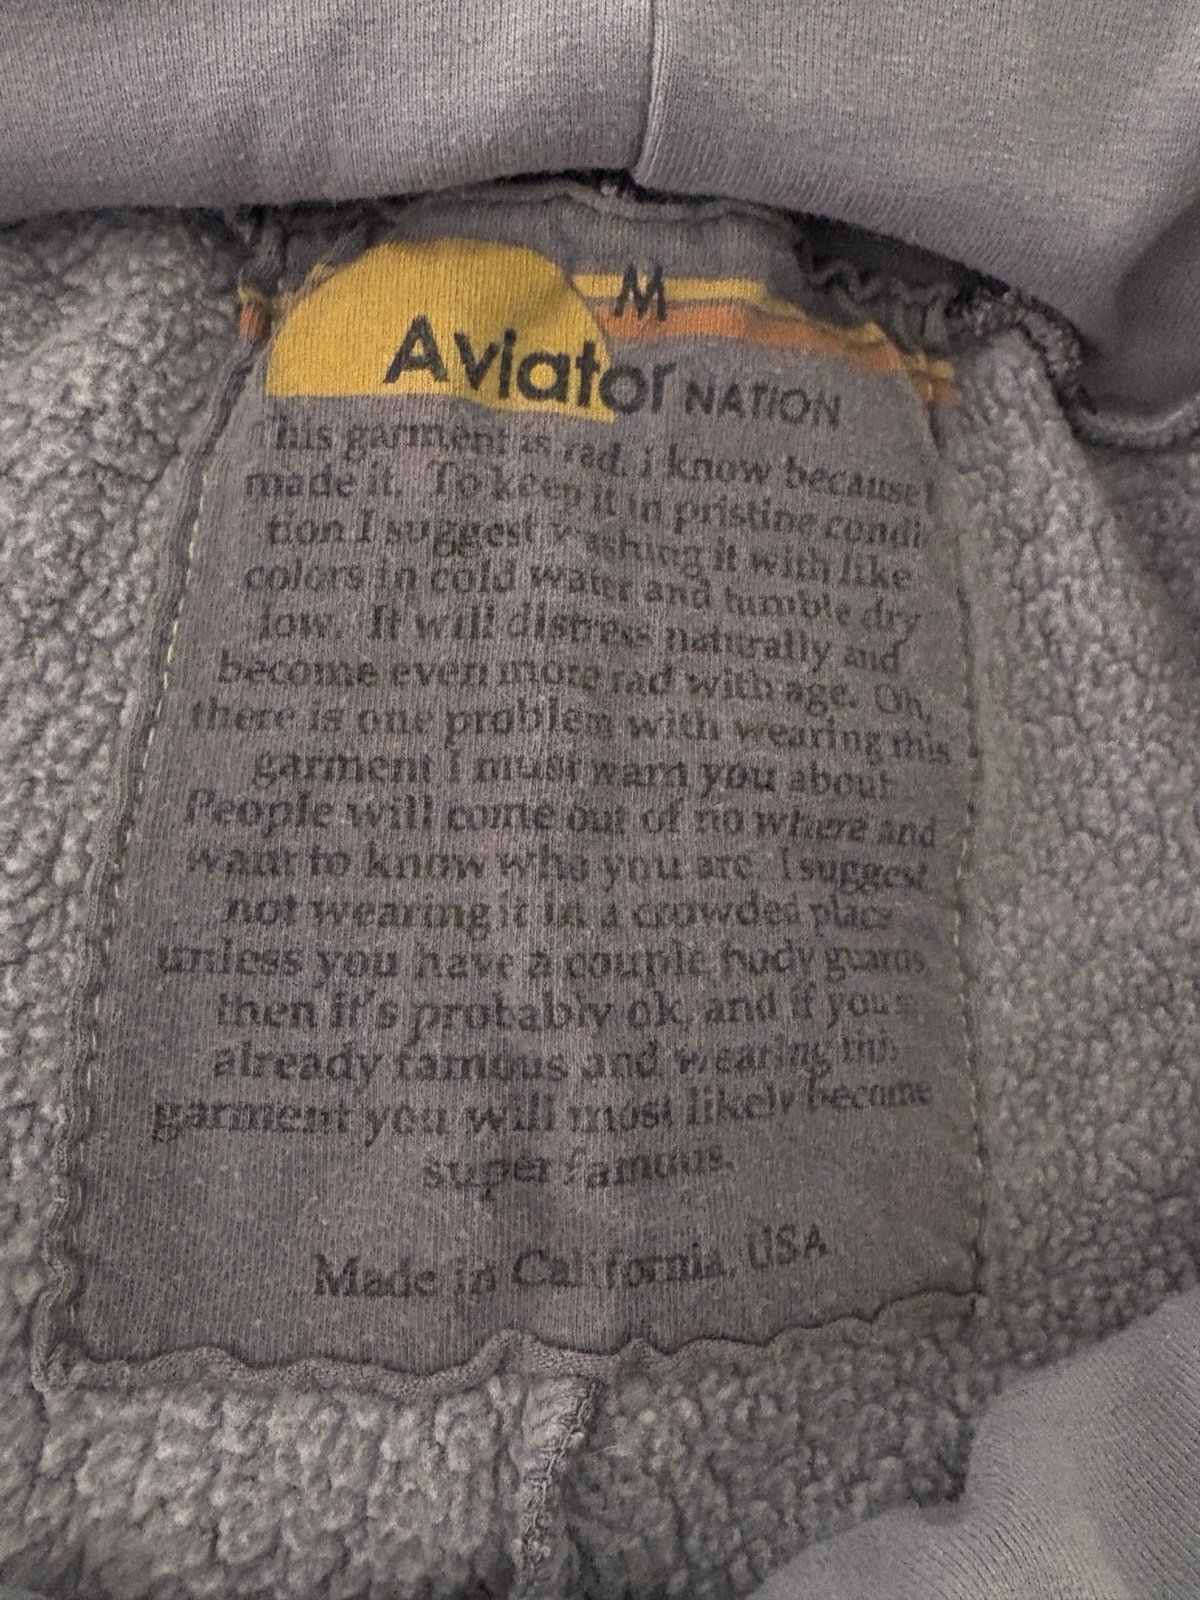 M
Aviator NATION
This garment is rad. i know because I
made it. To keep it in pristine condi
tion I suggest washing it with like
colors in cold water and tumble dry
low. It will distress naturally and
become even more rad with age. Oh,
there is one problem with wearing this
garment I must warn you about.
People will come out of no where and
want to know who you are. I suggest
not wearing it in a crowded place
unless you have a couple body guards
then it's probably ok, and if your
already famous and wearing this
garment you will most likely become
super famous.
Made in California, USA